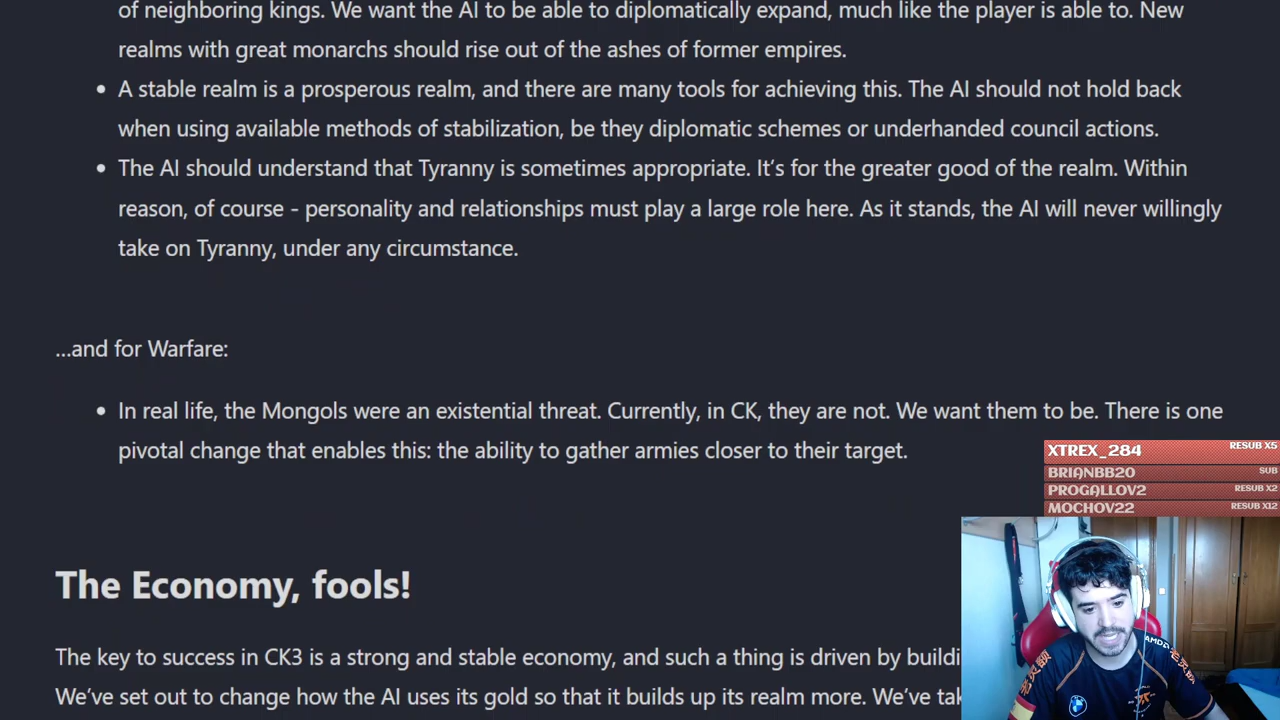 of neighboring kings. We want the AI to be able to diplomatically expand, much like the player is able to. New
realms with great monarchs should rise out of the ashes of former empires.
• A stable realm is a prosperous realm, and there are many tools for achieving this. The AI should not hold back
when using available methods of stabilization, be they diplomatic schemes or underhanded council actions.
• The AI should understand that Tyranny is sometimes appropriate. It's for the greater good of the realm. Within
reason, of course - personality and relationships must play a large role here. As it stands, the AI will never willingly
take on Tyranny, under any circumstance.
...and for Warfare:
• In real life, the Mongols were an existential threat. Currently, in CK, they are not. We want them to be. There is one
pivotal change that enables this: the ability to gather armies closer to their target.
XTREX_284 RESUB X5
BRIANBB20 SUB
PROGALLOV2 RESUB X2
MOCHOV22 RESUB X12
The Economy, fools!
The key to success in CK3 is a strong and stable economy, and such a thing is driven by buildi
We've set out to change how the AI uses its gold so that it builds up its realm more. We've tak
AMD